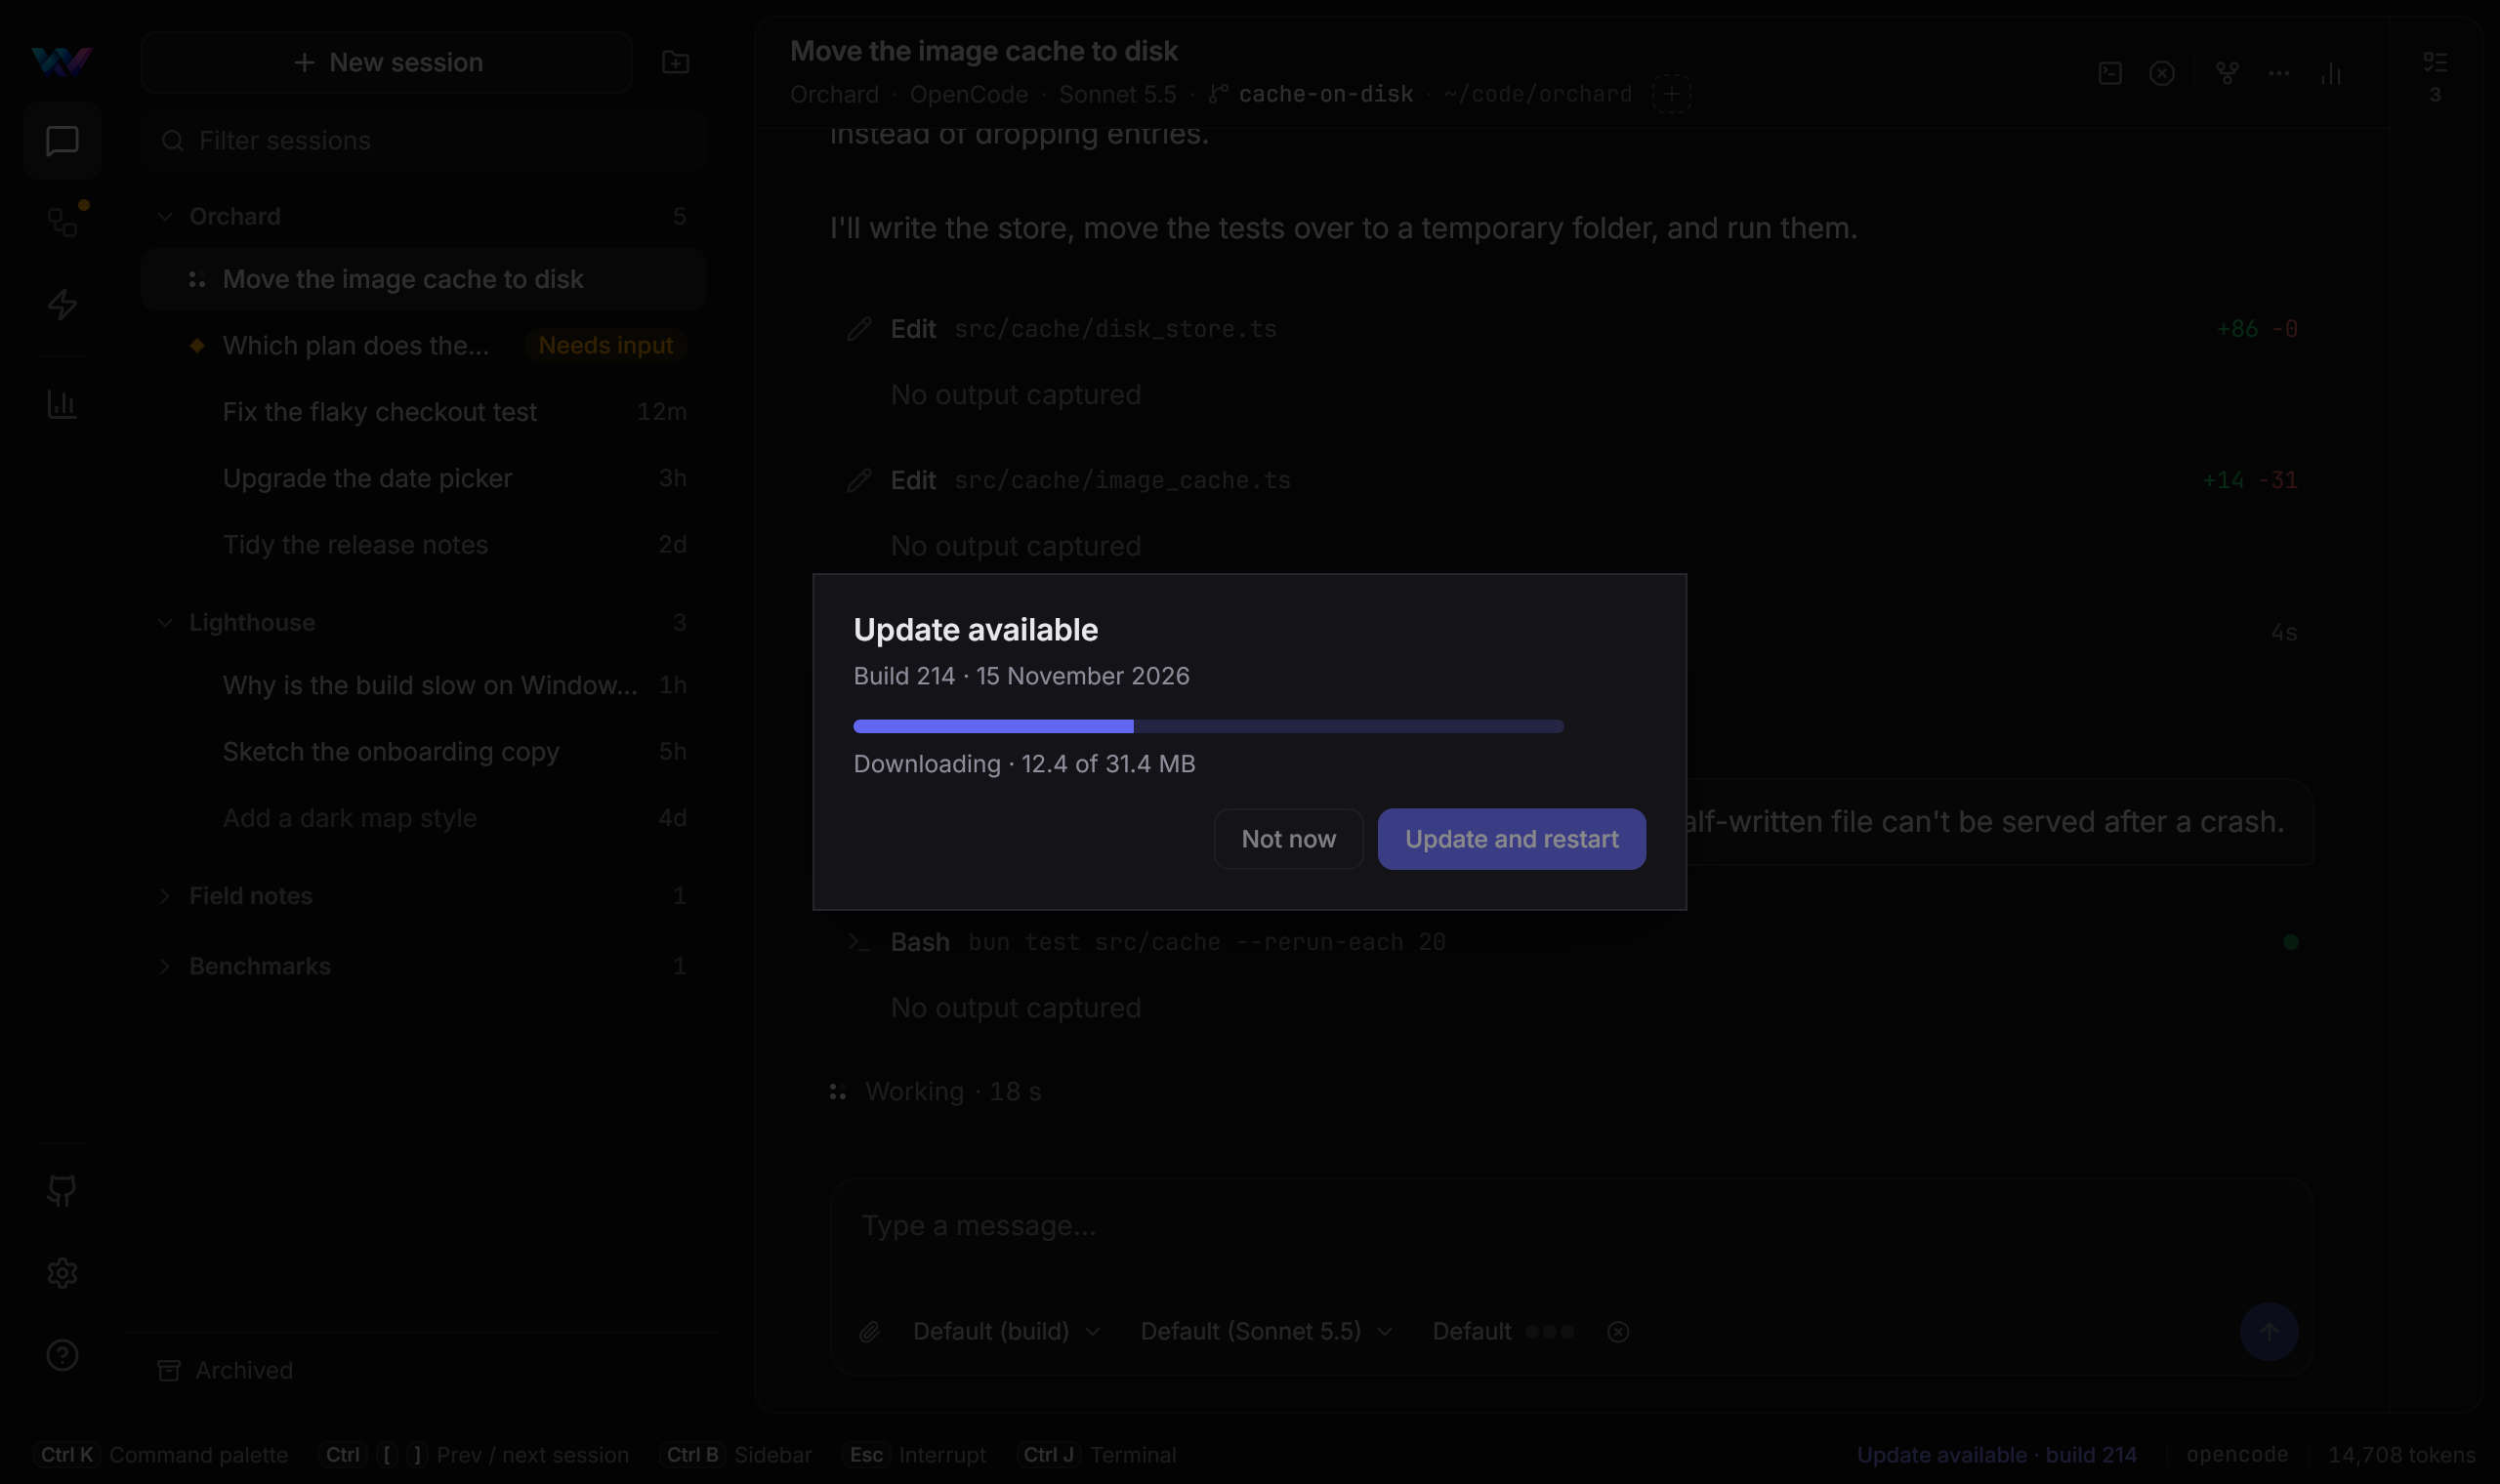 New session
Filter sessions
Orchard 5
Move the image cache to disk
Which plan does the... Needs input
Fix the flaky checkout test 12m
Upgrade the date picker 3h
Tidy the release notes 2d
Lighthouse 3
Why is the build slow on Window... 1h
Sketch the onboarding copy 5h
Add a dark map style 4d
Field notes 1
Benchmarks 1
Archived
Move the image cache to disk
Orchard · OpenCode · Sonnet 5.5 · cache-on-disk · ~/code/orchard
3
instead of dropping entries.
I'll write the store, move the tests over to a temporary folder, and run them.
Edit src/cache/disk_store.ts +86 -0
No output captured
Edit src/cache/image_cache.ts +14 -31
No output captured
4s
Update available
Build 214 · 15 November 2026
Downloading · 12.4 of 31.4 MB
Not now
Update and restart
alf-written file can't be served after a crash.
Bash bun test src/cache --rerun-each 20
No output captured
Working · 18 s
Type a message...
Default (build) Default (Sonnet 5.5) Default
Ctrl K Command palette Ctrl [ ] Prev / next session Ctrl B Sidebar Esc Interrupt Ctrl J Terminal
Update available · build 214 opencode 14,708 tokens